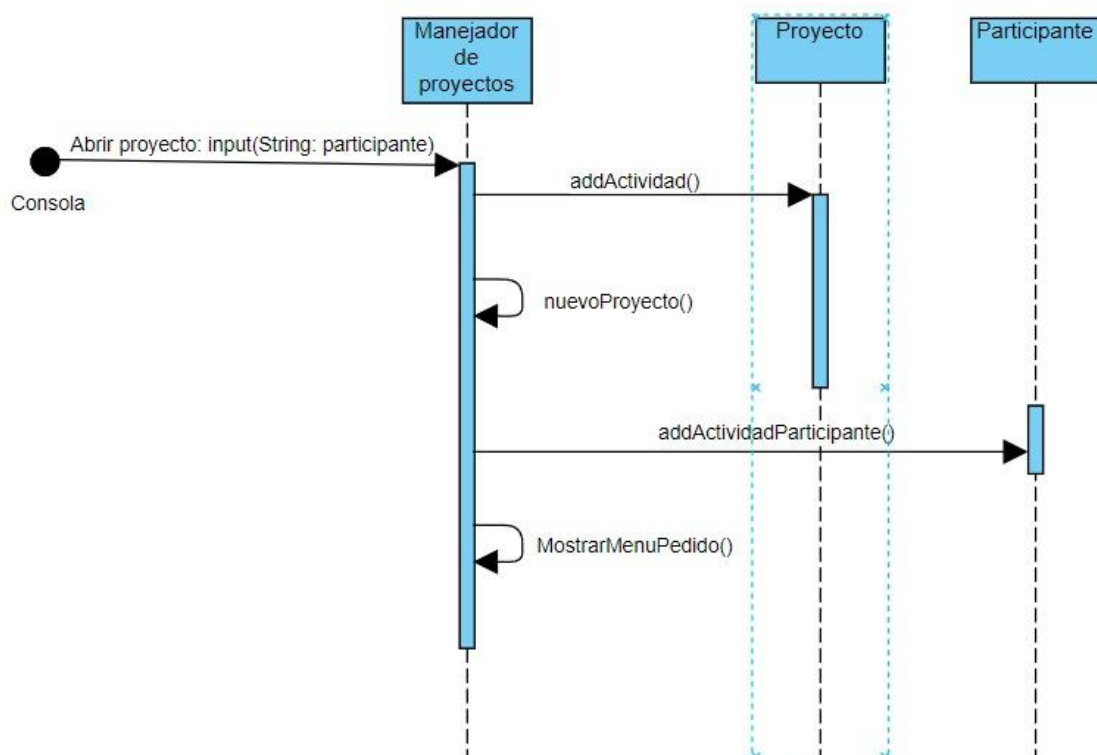 Manejador
de
proyectos
Proyecto
Participante
Abrir proyecto: input(String: participante)
Consola
addActividad()
nuevoProyecto()
addActividadParticipante()
MostrarMenuPedido()